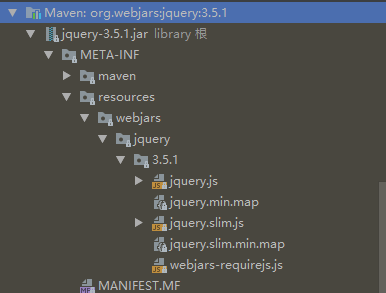 Maven: org.webjars:jquery:3.5.1
jquery-3.5.1.jar library 根
META-INF
maven
resources
webjars
jquery
3.5.1
jquery.js
jquery.min.map
jquery.slim.js
jquery.slim.min.map
webjars-requirejs.js
MANIFEST.MF